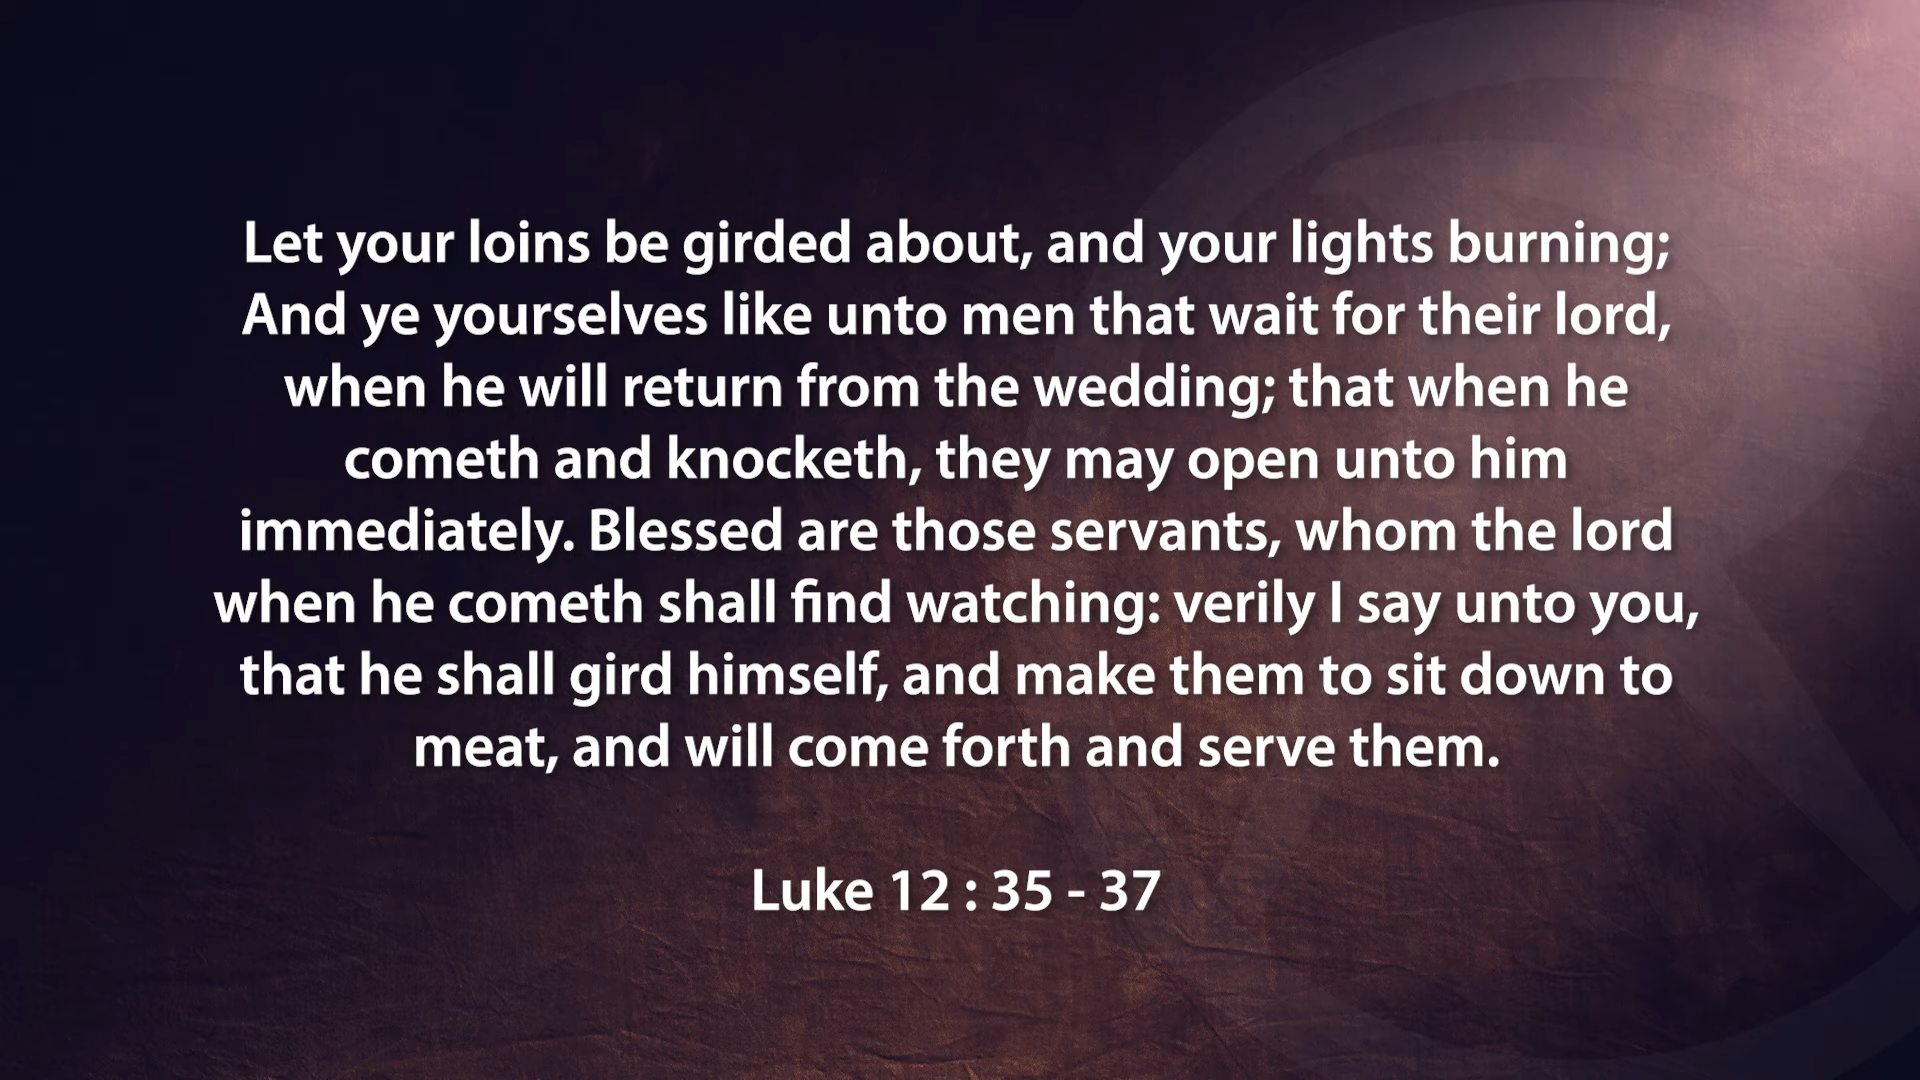 Let your loins be girded about, and your lights burning;
And ye yourselves like unto men that wait for their lord,
when he will return from the wedding; that when he
cometh and knocketh, they may open unto him
immediately. Blessed are those servants, whom the lord
when he cometh shall find watching: verily I say unto you,
that he shall gird himself, and make them to sit down to
meat, and will come forth and serve them.
Luke 12 : 35 - 37